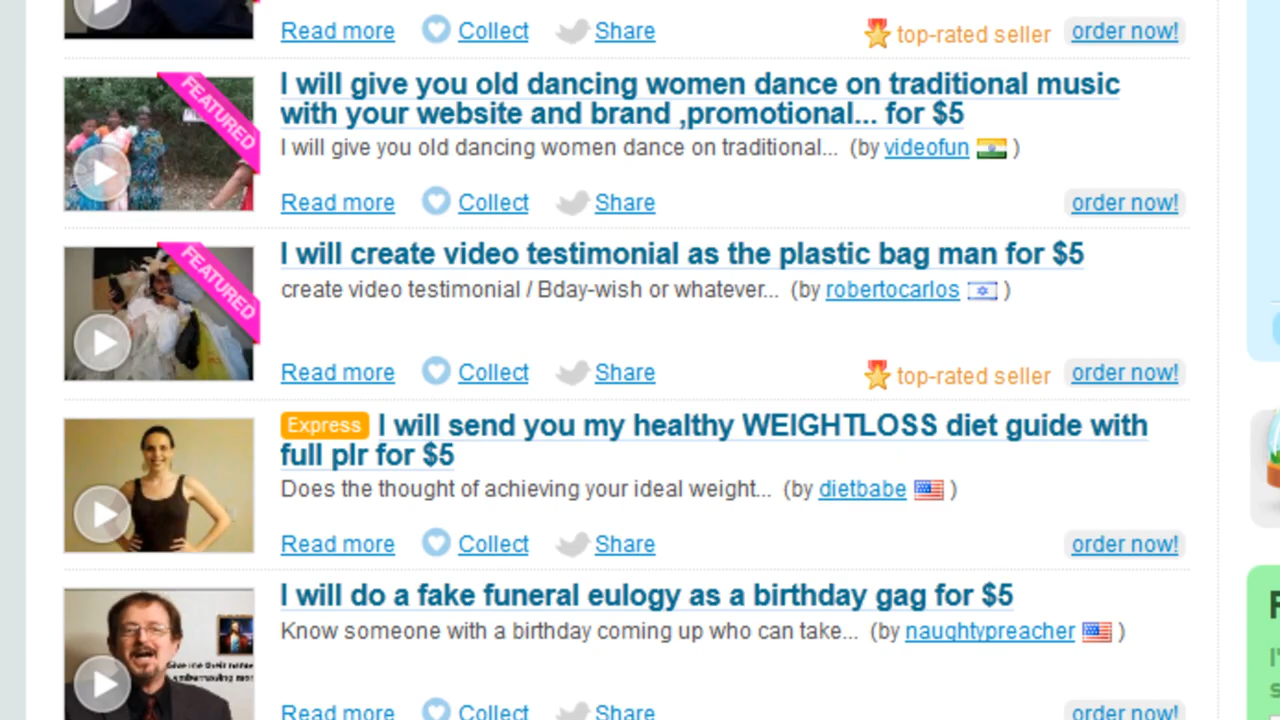 Read more Collect Share top-rated seller order now!
FEATURED
I will give you old dancing women dance on traditional music
with your website and brand ,promotional... for $5
I will give you old dancing women dance on traditional... (by videofun )
Read more Collect Share order now!
FEATURED
I will create video testimonial as the plastic bag man for $5
create video testimonial / Bday-wish or whatever... (by robertocarlos )
Read more Collect Share top-rated seller order now!
Express I will send you my healthy WEIGHTLOSS diet guide with
full plr for $5
Does the thought of achieving your ideal weight... (by dietbabe )
Read more Collect Share order now!
I will do a fake funeral eulogy as a birthday gag for $5
Know someone with a birthday coming up who can take... (by naughtypreacher )
Give me their name
Read more Collect Share order now!